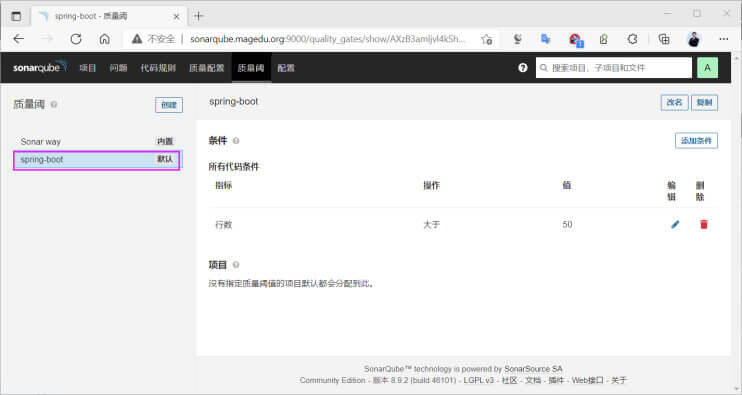 spring-boot - 质量阈
不安全 | sonarqube.magedu.org:9000/quality_gates/show/AXzB3amljvl4kSh...
1
sonarqube 项目 问题 代码规则 质量配置 质量阈 配置
搜索项目、子项目和文件
A
质量阈 创建
Sonar way 内置
spring-boot 默认
spring-boot 改名 复制
条件 添加条件
所有代码条件
指标 操作 值 编辑 删除
行数 大于 50
项目
没有指定质量阈值的项目默认都会分配到此。
SonarQube™ technology is powered by SonarSource SA
Community Edition - 版本 8.9.2 (build 46101) - LGPL v3 - 社区 - 文档 - 插件 - Web接口 - 关于